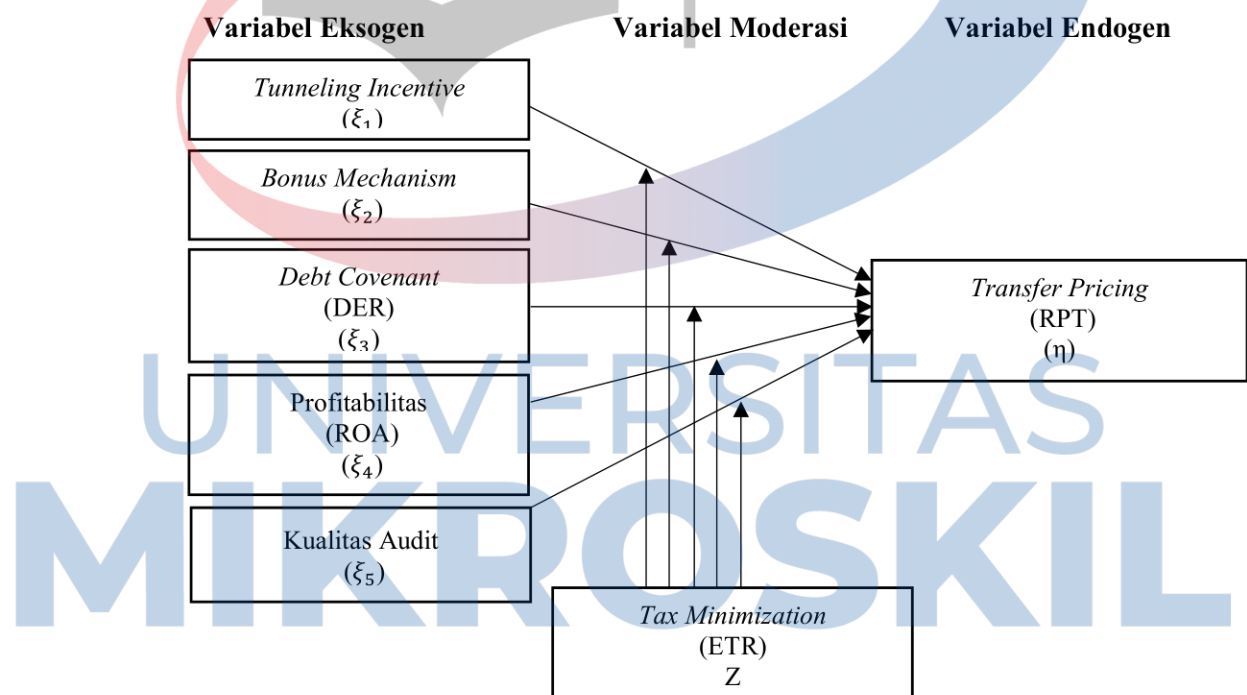 Variabel Eksogen
Variabel Moderasi
Variabel Endogen
Tunneling Incentive
(ξ₁)
Bonus Mechanism
(ξ₂)
Debt Covenant
(DER)
(ξ₃)
Profitabilitas
(ROA)
(ξ₄)
Kualitas Audit
(ξ₅)
Transfer Pricing
(RPT)
(η)
Tax Minimization
(ETR)
Z
UNIVERSITAS
MIKROSKIL